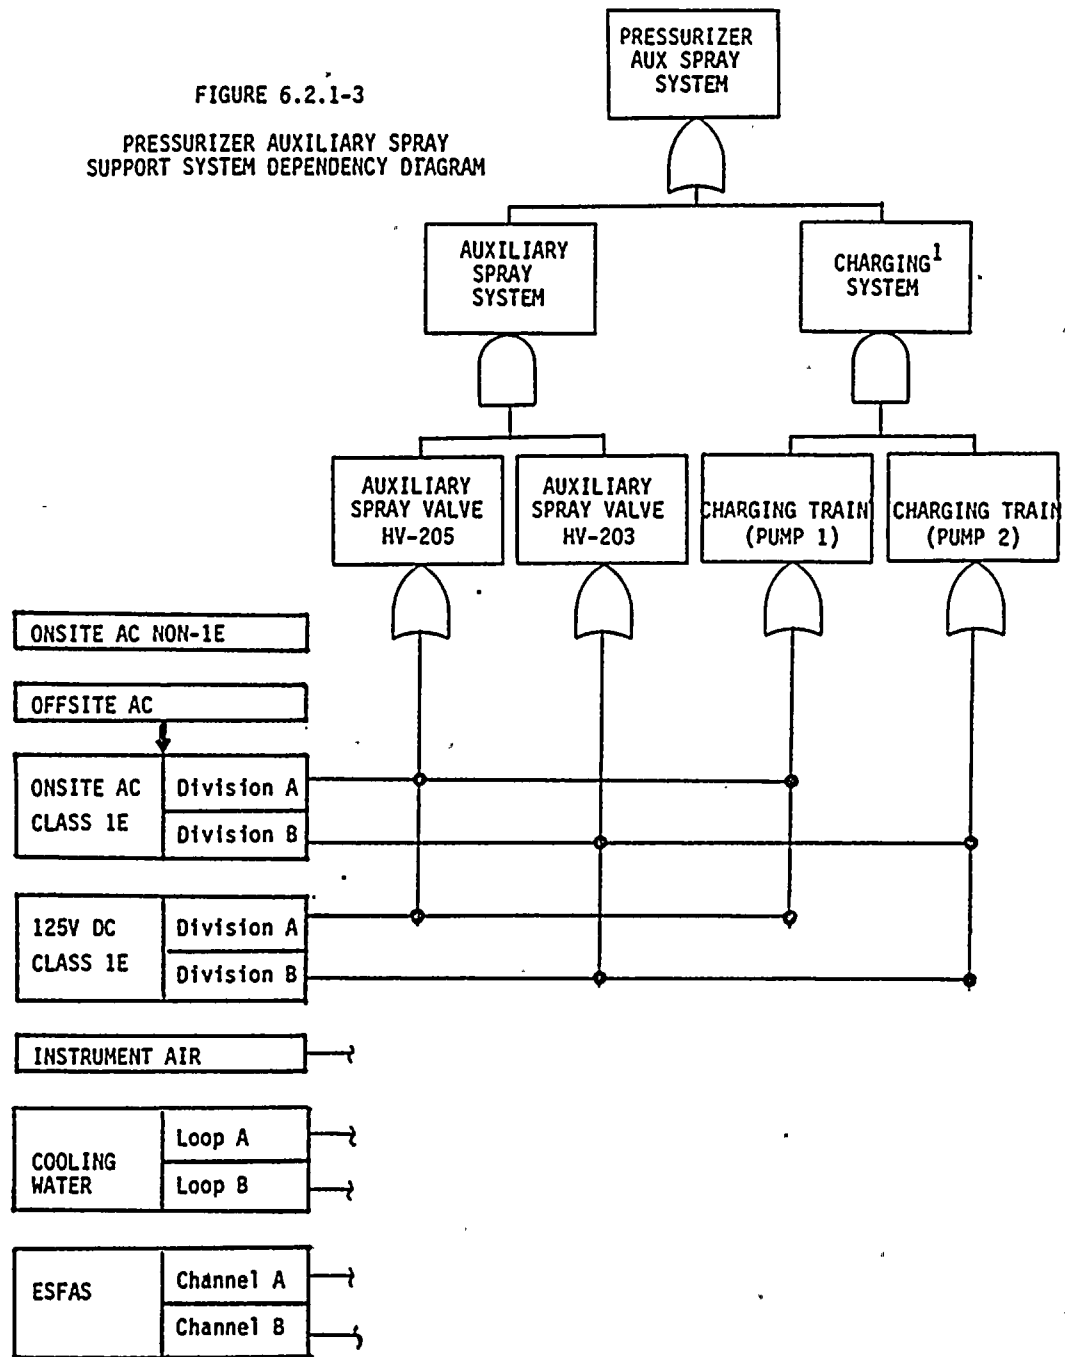 FIGURE 6.2.1-3
PRESSURIZER AUXILIARY SPRAY
SUPPORT SYSTEM DEPENDENCY DIAGRAM
PRESSURIZER
AUX SPRAY
SYSTEM
AUXILIARY
SPRAY
SYSTEM
CHARGING1
SYSTEM
AUXILIARY
SPRAY VALVE
HV-205
AUXILIARY
SPRAY VALVE
HV-203
CHARGING TRAIN
(PUMP 1)
CHARGING TRAIN
(PUMP 2)
ONSITE AC NON-1E
OFFSITE AC
ONSITE AC
CLASS 1E
Division A
Division B
125V DC
CLASS 1E
Division A
Division B
INSTRUMENT AIR
COOLING
WATER
Loop A
Loop B
ESFAS
Channel A
Channel B